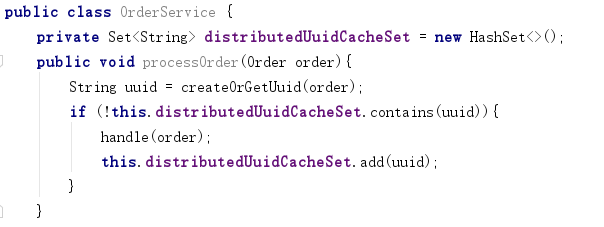 public class OrderService {
    private Set<String> distributedUuidCacheSet = new HashSet<>();
    public void processOrder(Order order){
        String uuid = createOrGetUuid(order);
        if (!this.distributedUuidCacheSet.contains(uuid)){
            handle(order);
            this.distributedUuidCacheSet.add(uuid);
        }
    }